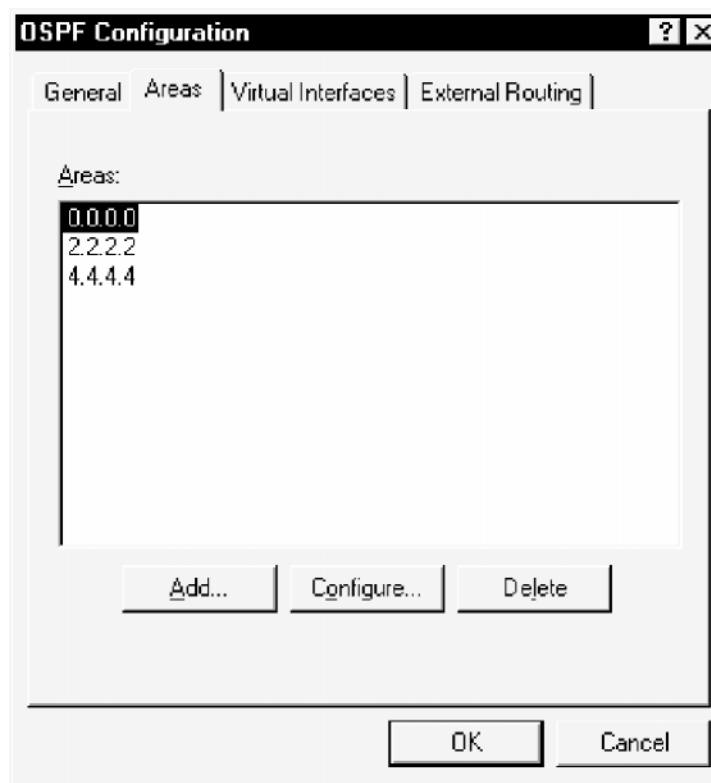 OSPF Configuration
? X
General Areas Virtual Interfaces External Routing
Areas:
0.0.0.0
2.2.2.2
4.4.4.4
Add... Configure... Delete
OK Cancel